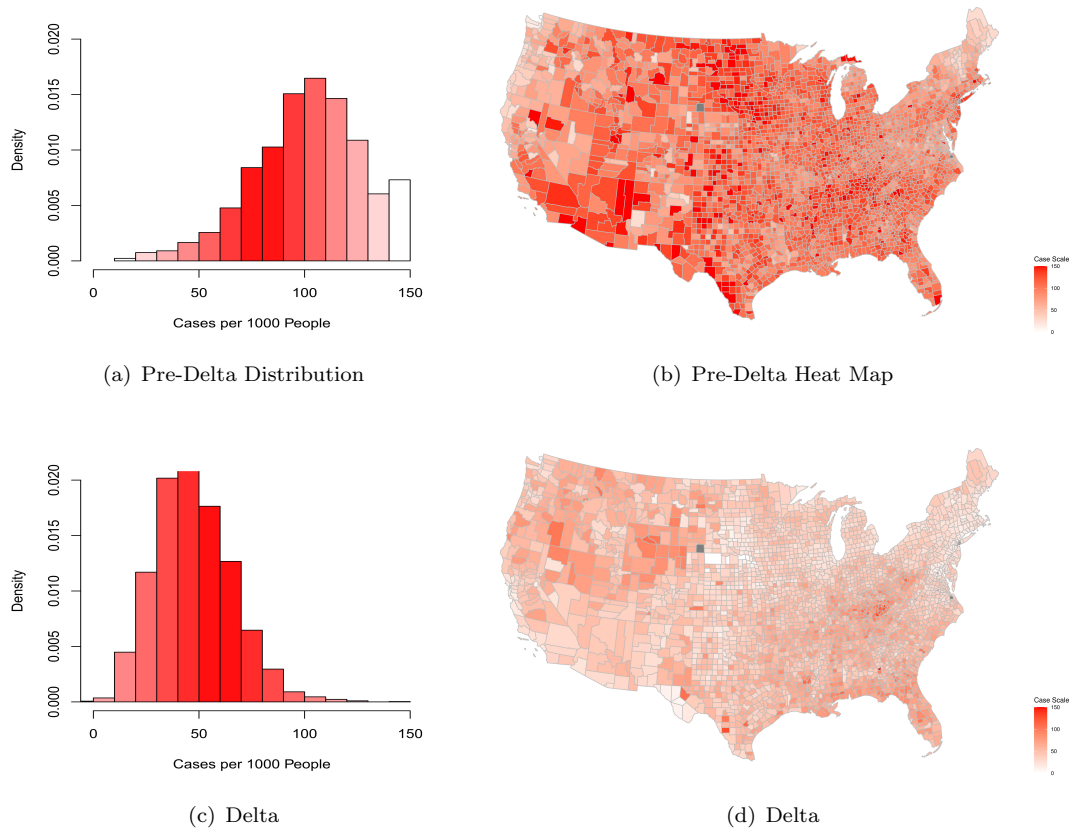 0.020
0.015
0.010
0.005
0.000
Density
0
50
100
150
Cases per 1000 People
(a) Pre-Delta Distribution
Case Scale
150
100
50
0
(b) Pre-Delta Heat Map
0.020
0.015
0.010
0.005
0.000
Density
0
50
100
150
Cases per 1000 People
(c) Delta
Case Scale
150
100
50
0
(d) Delta